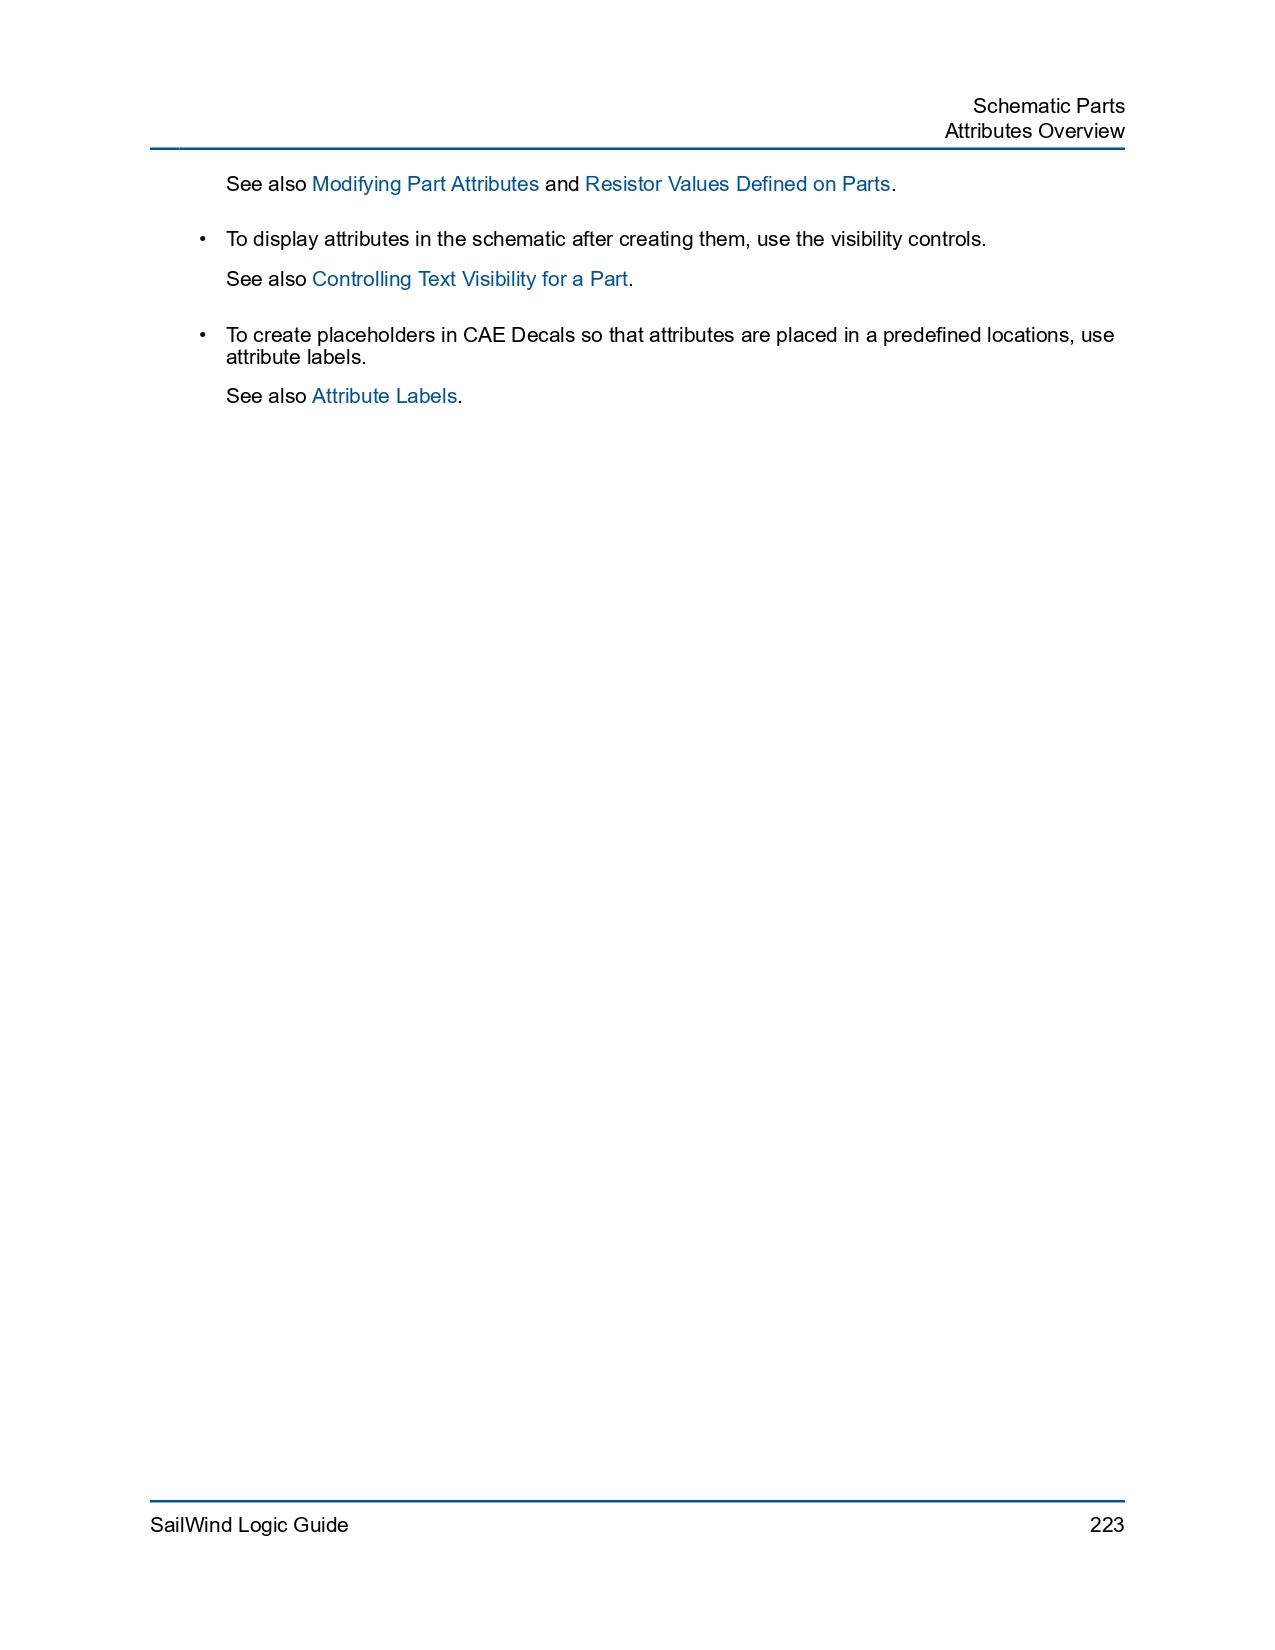 Schematic Parts
Attributes Overview
See also Modifying Part Attributes and Resistor Values Defined on Parts.
• To display attributes in the schematic after creating them, use the visibility controls.
See also Controlling Text Visibility for a Part.
• To create placeholders in CAE Decals so that attributes are placed in a predefined locations, use
attribute labels.
See also Attribute Labels.
SailWind Logic Guide 223